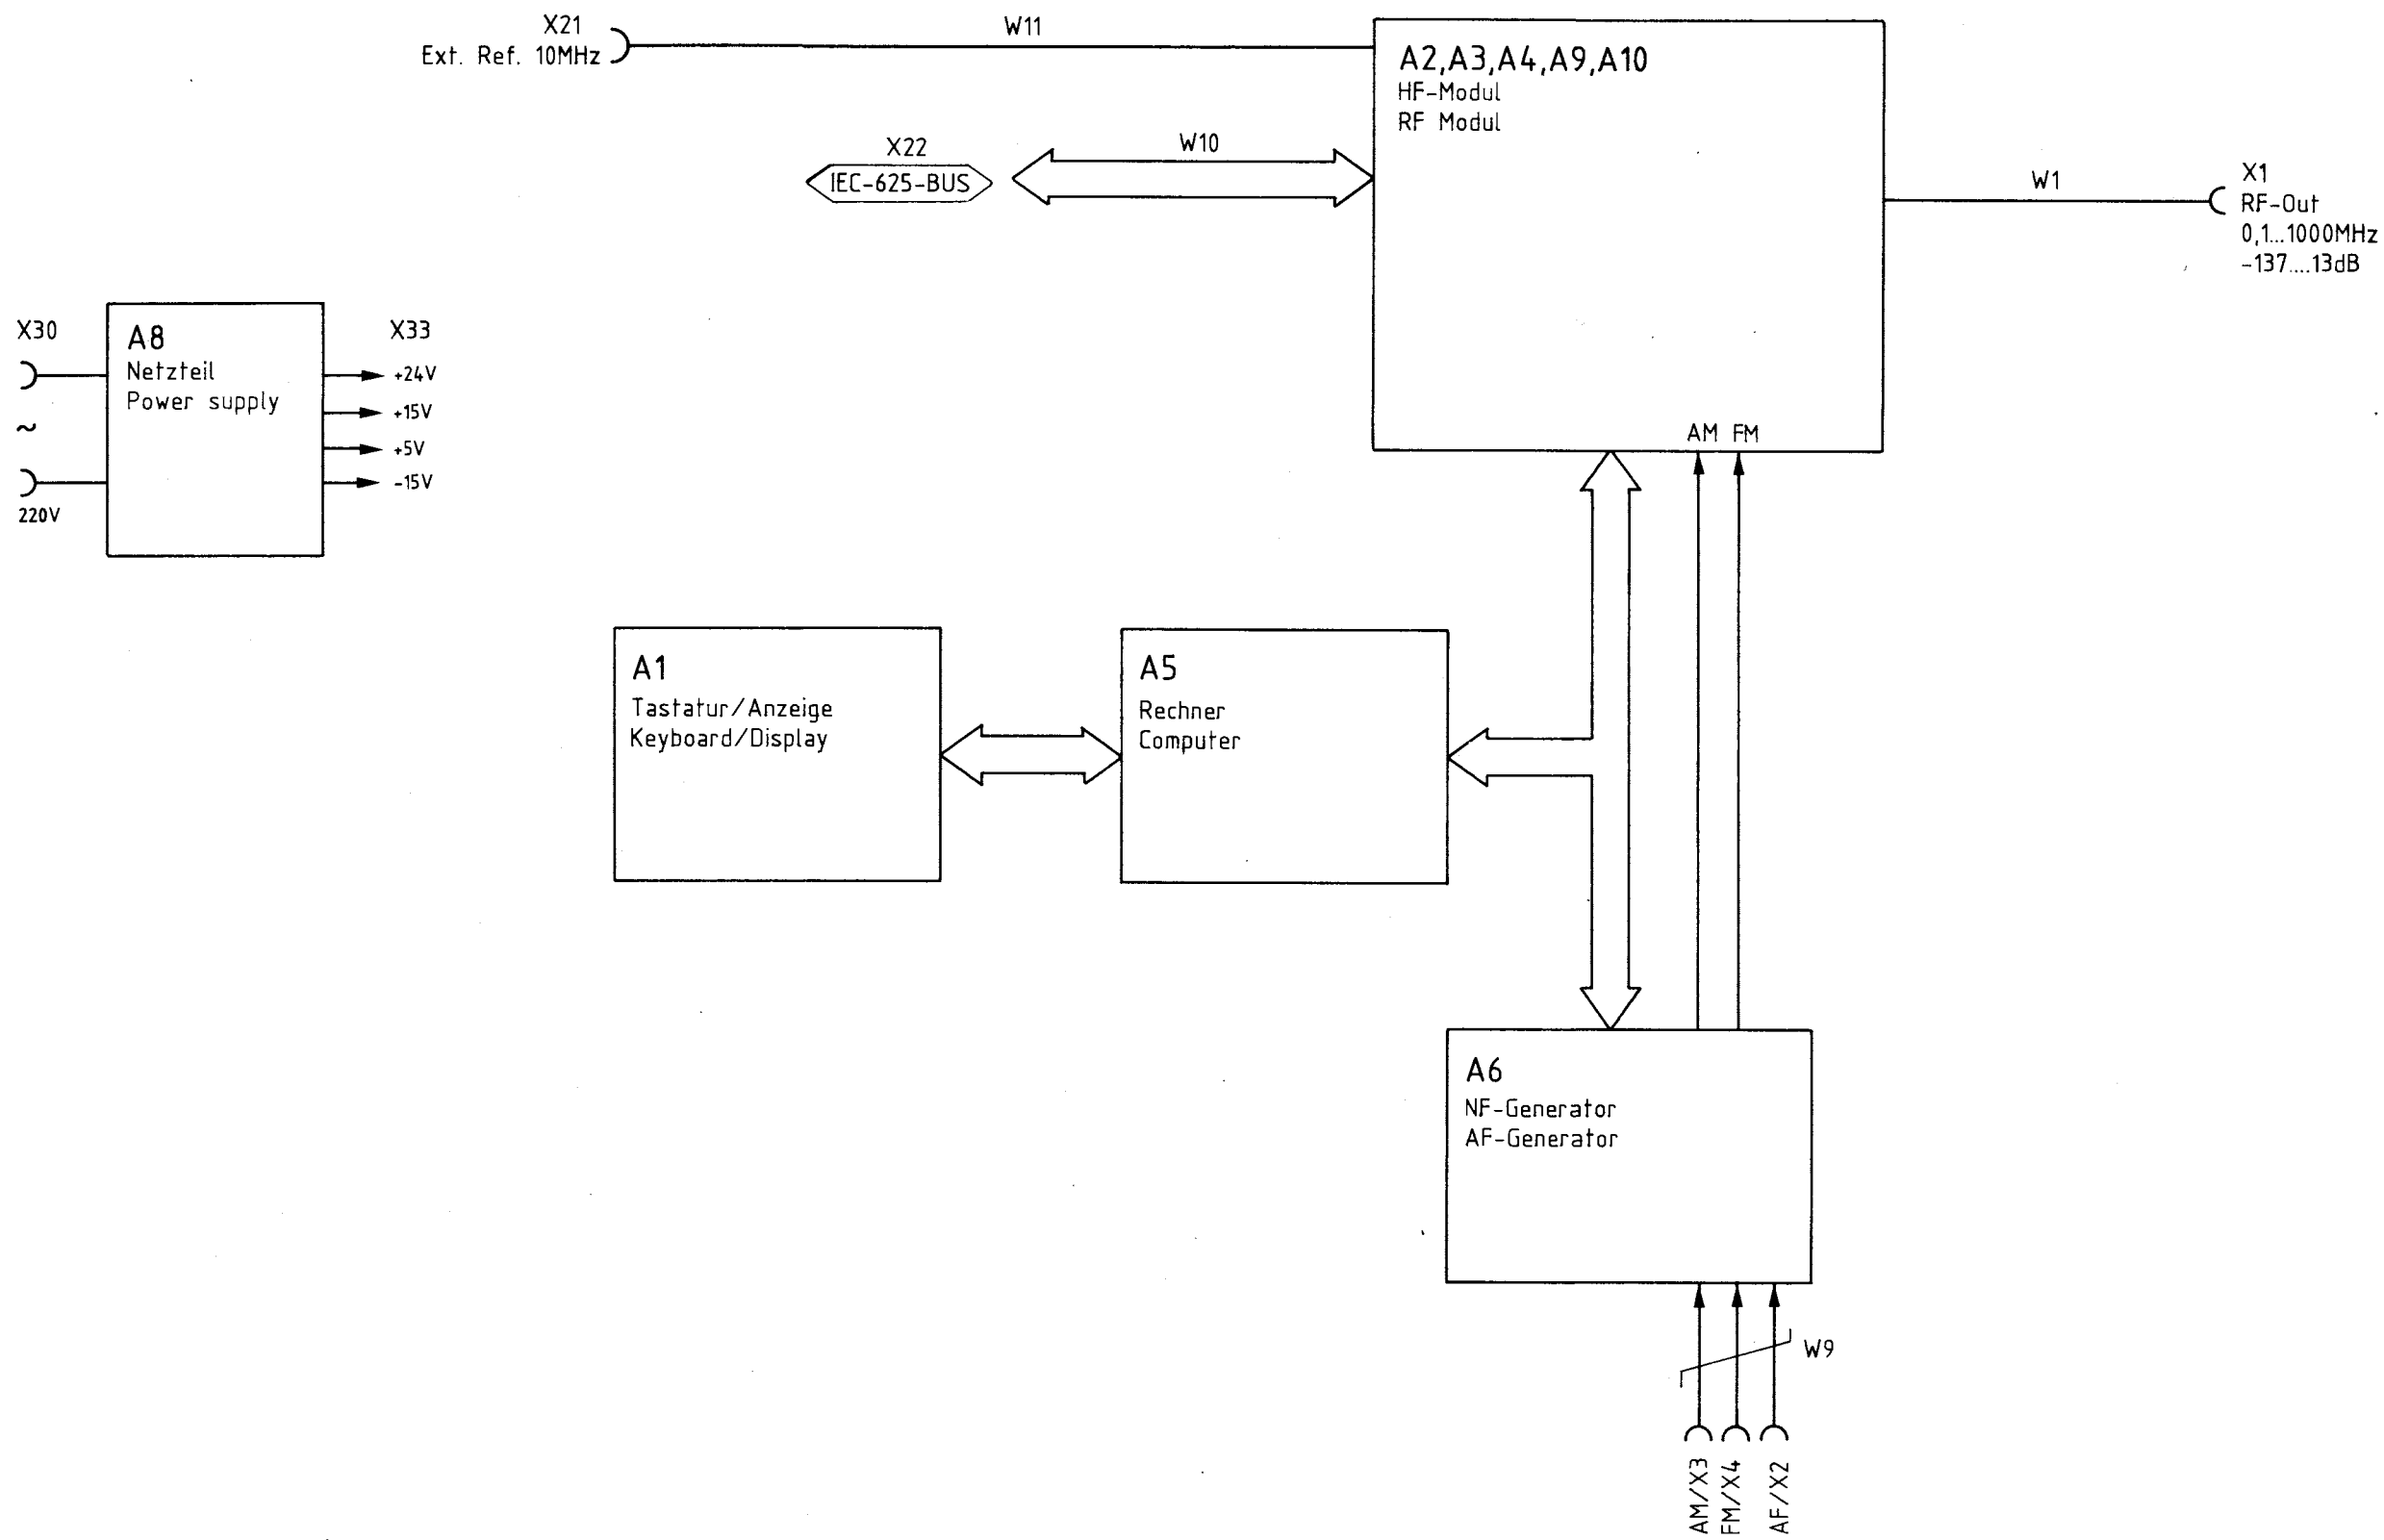 X21
Ext. Ref. 10MHz
W11
A2,A3,A4,A9,A10
HF-Modul
RF Modul
X22
IEC-625-BUS
W10
W1
X1
RF-Out
0,1...1000MHz
-137....13dB
AM FM
X30
~
220V
A8
Netzteil
Power supply
X33
+24V
+15V
+5V
-15V
A1
Tastatur/Anzeige
Keyboard/Display
A5
Rechner
Computer
A6
NF-Generator
AF-Generator
W9
AM/X3
FM/X4
AF/X2